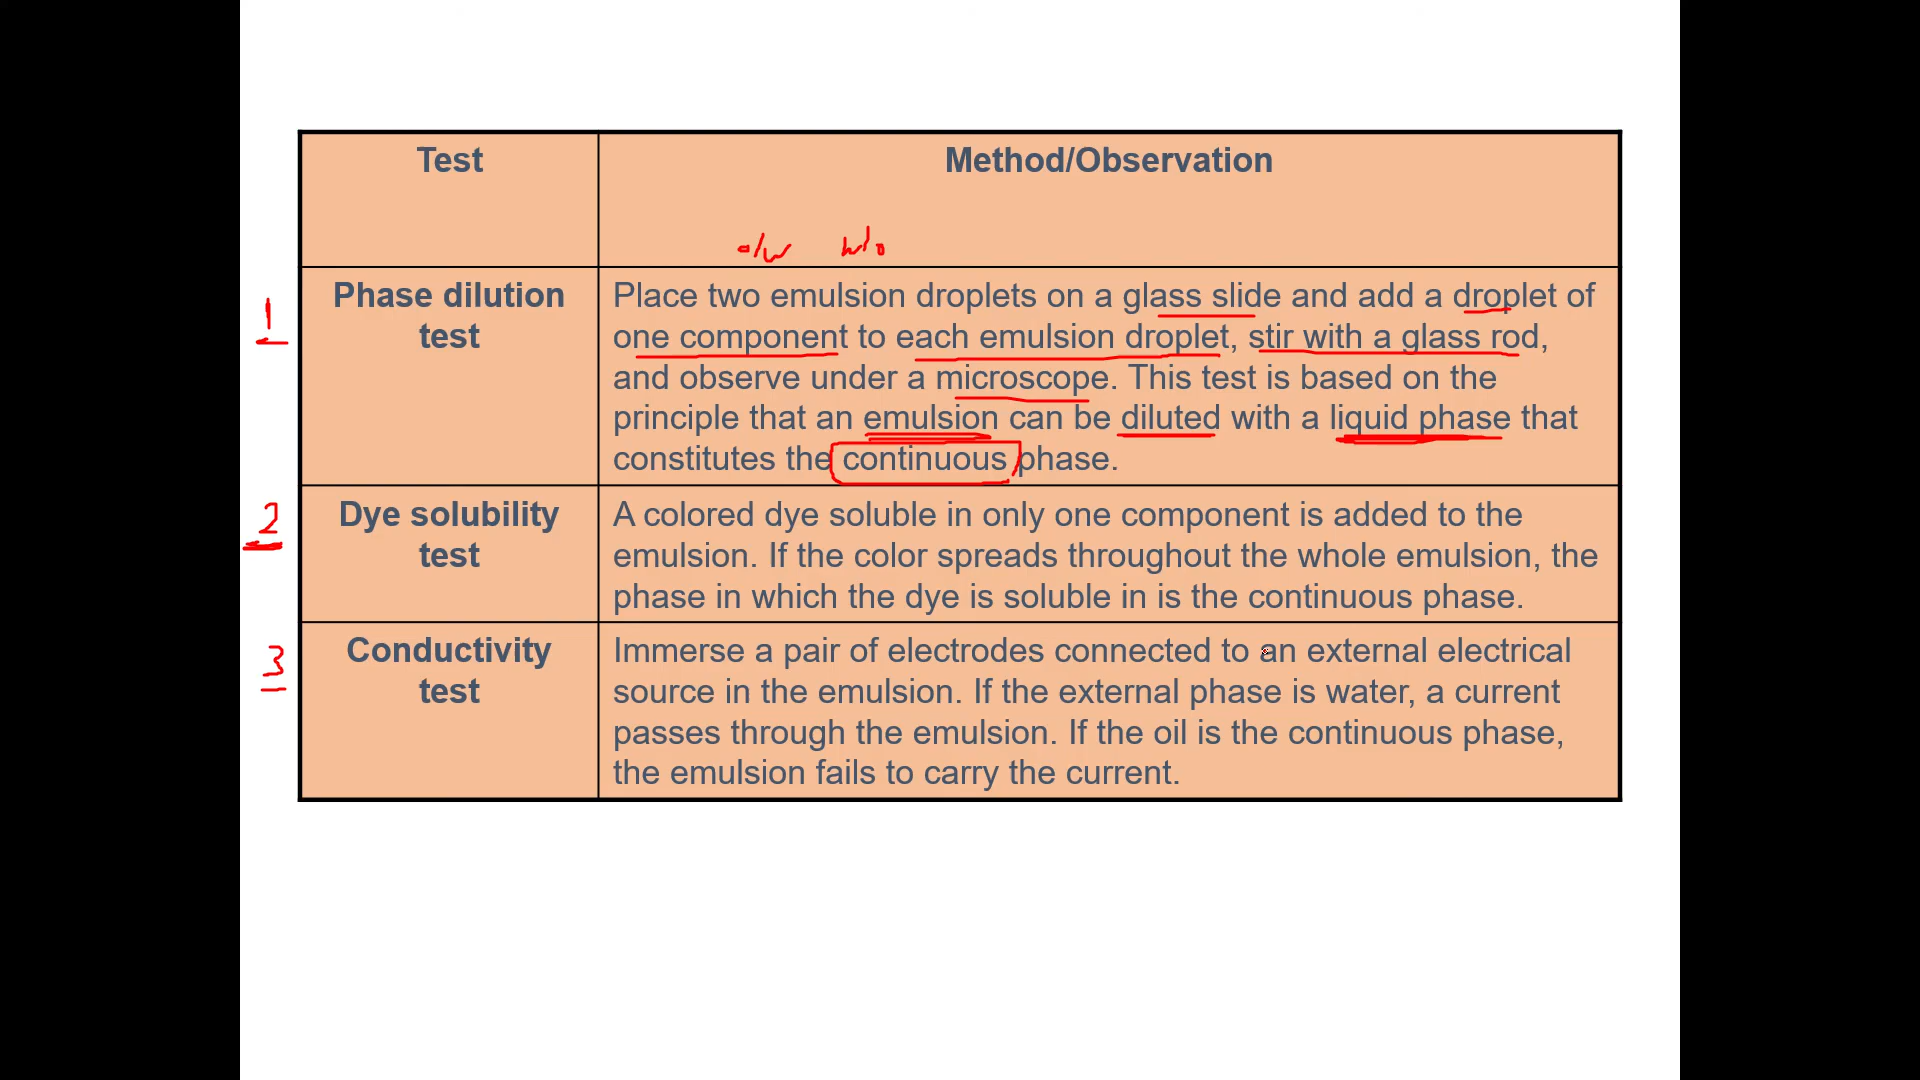 Test
Method/Observation
o/w w/o
1
Phase dilution
test
Place two emulsion droplets on a glass slide and add a droplet of
one component to each emulsion droplet, stir with a glass rod,
and observe under a microscope. This test is based on the
principle that an emulsion can be diluted with a liquid phase that
constitutes the continuous phase.
2
Dye solubility
test
A colored dye soluble in only one component is added to the
emulsion. If the color spreads throughout the whole emulsion, the
phase in which the dye is soluble in is the continuous phase.
3
Conductivity
test
Immerse a pair of electrodes connected to an external electrical
source in the emulsion. If the external phase is water, a current
passes through the emulsion. If the oil is the continuous phase,
the emulsion fails to carry the current.